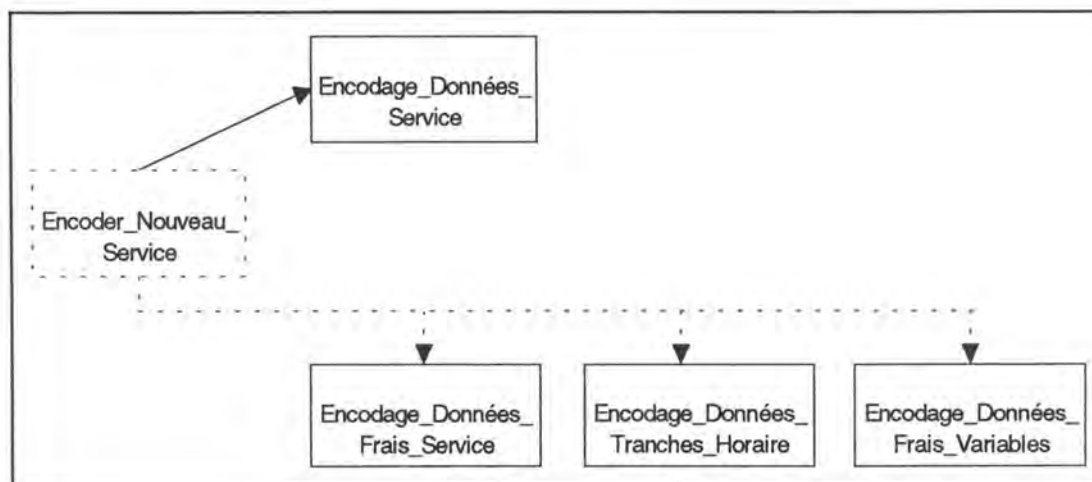 Encodage_Données_
Service
Encoder_Nouveau_
Service
Encodage_Données_
Frais_Service
Encodage_Données_
Tranches_Horaire
Encodage_Données_
Frais_Variables